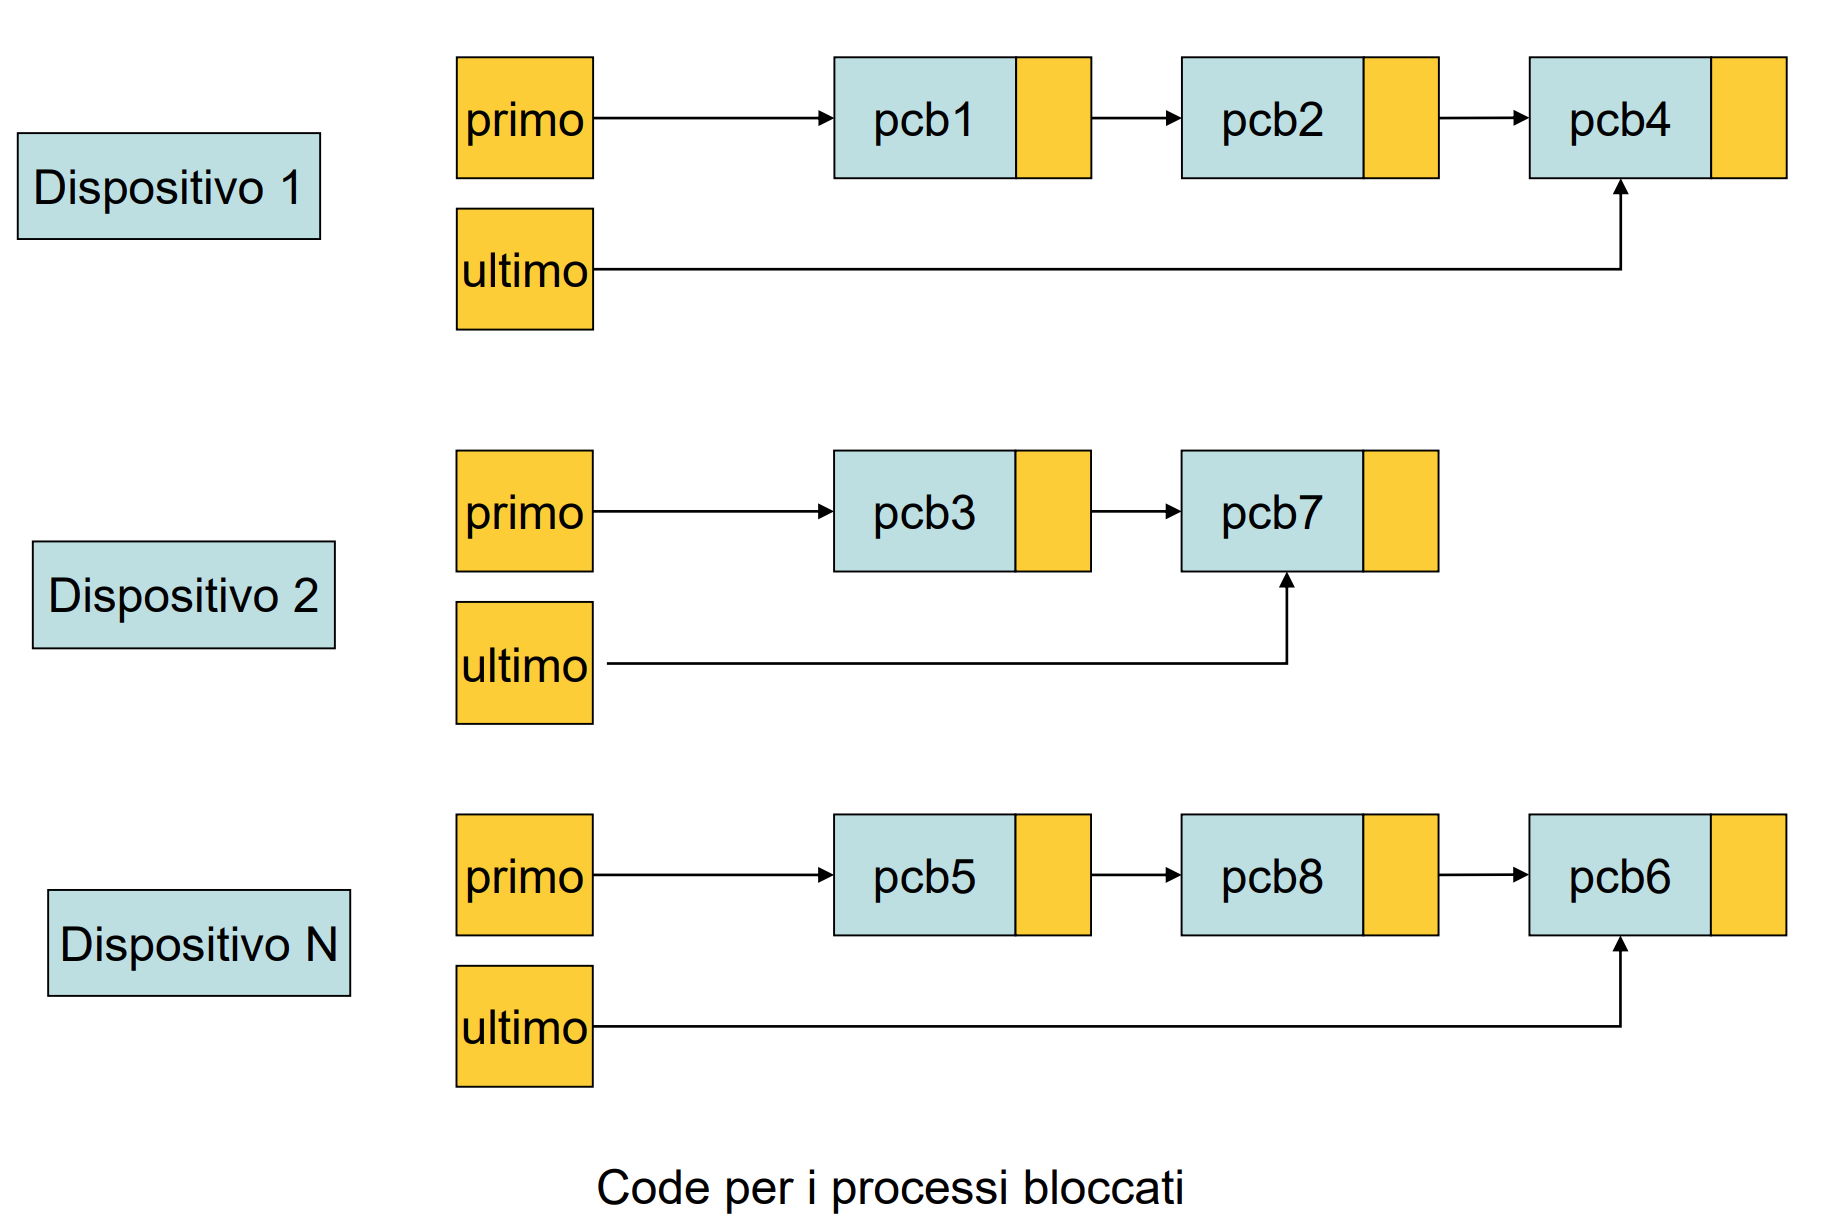 primo
pcb1
pcb2
pcb4
Dispositivo 1
ultimo
primo
pcb3
pcb7
Dispositivo 2
ultimo
primo
pcb5
pcb8
pcb6
Dispositivo N
ultimo
Code per i processi bloccati